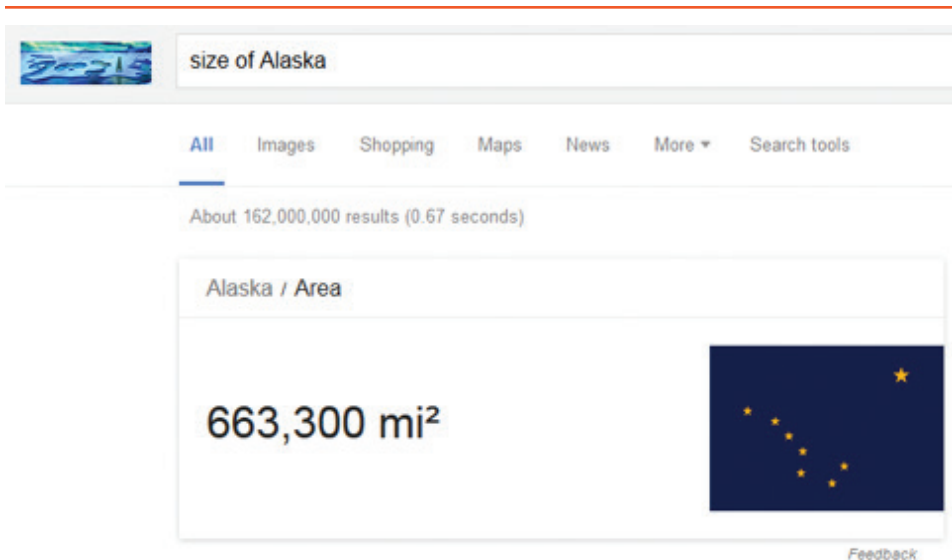 size of Alaska
All Images Shopping Maps News More ▾ Search tools
About 162,000,000 results (0.67 seconds)
Alaska / Area
663,300 mi²
Feedback